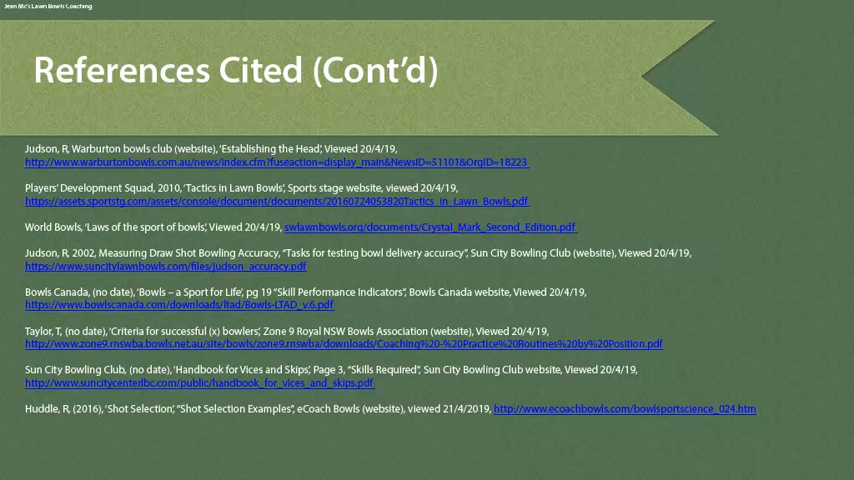 Jean Mc's Lawn Bowls Coaching
References Cited (Cont'd)
Judson, R, Warburton bowls club (website), 'Establishing the Head', Viewed 20/4/19,
http://www.warburtonbowls.com.au/news/index.cfm?fuseaction=display_main&NewsID=51101&OrgID=18223
Players' Development Squad, 2010, 'Tactics in Lawn Bowls', Sports stage website, viewed 20/4/19,
https://assets.sportstg.com/assets/console/document/documents/20160724053820Tactics_in_Lawn_Bowls.pdf
World Bowls, 'Laws of the sport of bowls', Viewed 20/4/19, swlawnbowls.org/documents/Crystal_Mark_Second_Edition.pdf
Judson, R, 2002, Measuring Draw Shot Bowling Accuracy, "Tasks for testing bowl delivery accuracy", Sun City Bowling Club (website), Viewed 20/4/19,
https://www.suncitylawnbowls.com/files/judson_accuracy.pdf
Bowls Canada, (no date), 'Bowls – a Sport for Life', pg 19 "Skill Performance Indicators", Bowls Canada website, Viewed 20/4/19,
https://www.bowlscanada.com/downloads/ltad/Bowls-LTAD_v.6.pdf
Taylor, T, (no date), 'Criteria for successful (x) bowlers', Zone 9 Royal NSW Bowls Association (website), Viewed 20/4/19,
http://www.zone9.rnswba.bowls.net.au/site/bowls/zone9.rnswba/downloads/Coaching%20-%20Practice%20Routines%20by%20Position.pdf
Sun City Bowling Club, (no date), 'Handbook for Vices and Skips', Page 3, "Skills Required", Sun City Bowling Club website, Viewed 20/4/19,
http://www.suncitycenterlbc.com/public/handbook_for_vices_and_skips.pdf
Huddle, R, (2016), 'Shot Selection', "Shot Selection Examples", eCoach Bowls (website), viewed 21/4/2019, http://www.ecoachbowls.com/bowlsportscience_024.htm